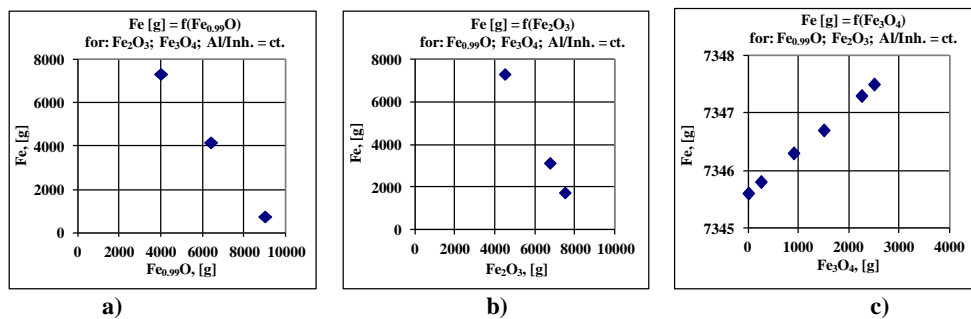 Fe [g] = f(Fe₀.₉₉O)
for: Fe₂O₃; Fe₃O₄; Al/Inh. = ct.
8000
6000
4000
2000
0
Fe, [g]
0 2000 4000 6000 8000 10000
Fe₀.₉₉O, [g]
a)
Fe [g] = f(Fe₂O₃)
for: Fe₀.₉₉O; Fe₃O₄; Al/Inh. = ct.
8000
6000
4000
2000
0
Fe, [g]
0 2000 4000 6000 8000 10000
Fe₂O₃, [g]
b)
Fe [g] = f(Fe₃O₄)
for: Fe₀.₉₉O; Fe₂O₃; Al/Inh. = ct.
7348
7347
7346
7345
Fe, [g]
0 1000 2000 3000 4000
Fe₃O₄, [g]
c)